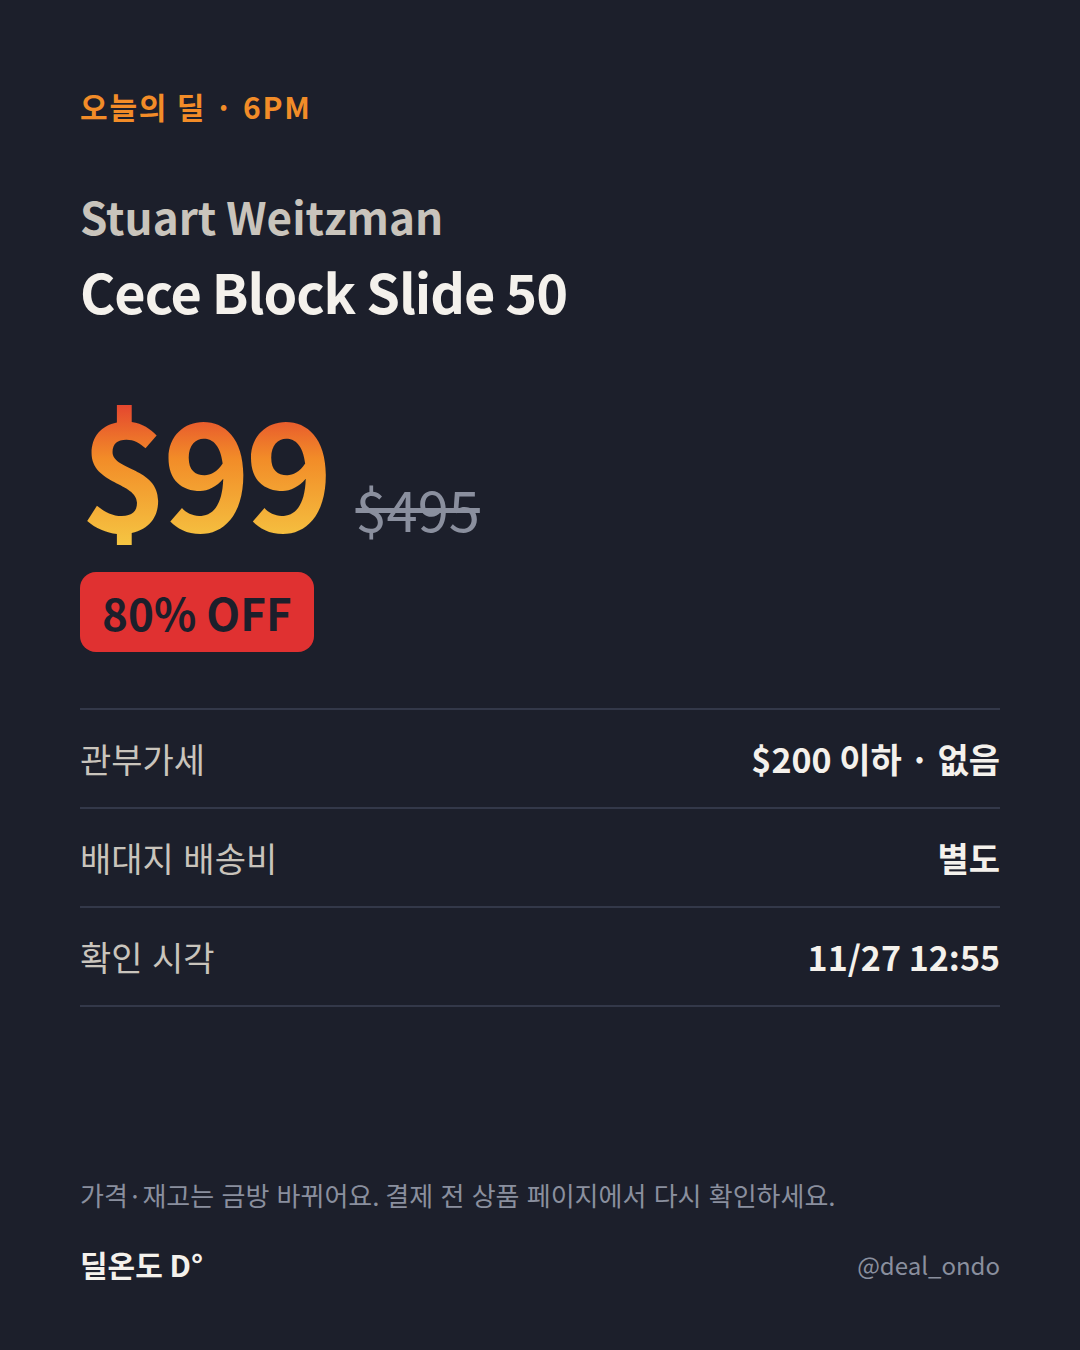 오늘의 딜 · 6PM
Stuart Weitzman
Cece Block Slide 50
$99 $495
80% OFF
관부가세 $200 이하 · 없음
배대지 배송비 별도
확인 시각 11/27 12:55
가격·재고는 금방 바뀌어요. 결제 전 상품 페이지에서 다시 확인하세요.
딜온도 D° @deal_ondo